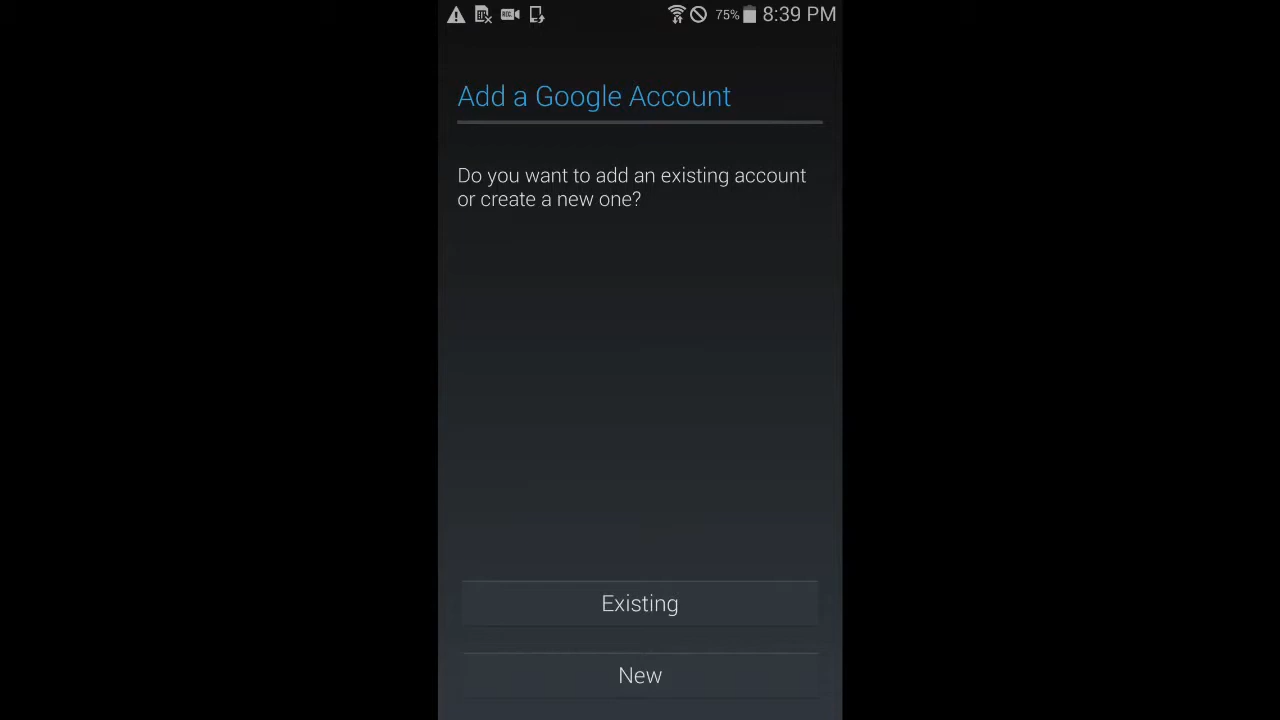 75% 8:39 PM
Add a Google Account
Do you want to add an existing account
or create a new one?
Existing
New